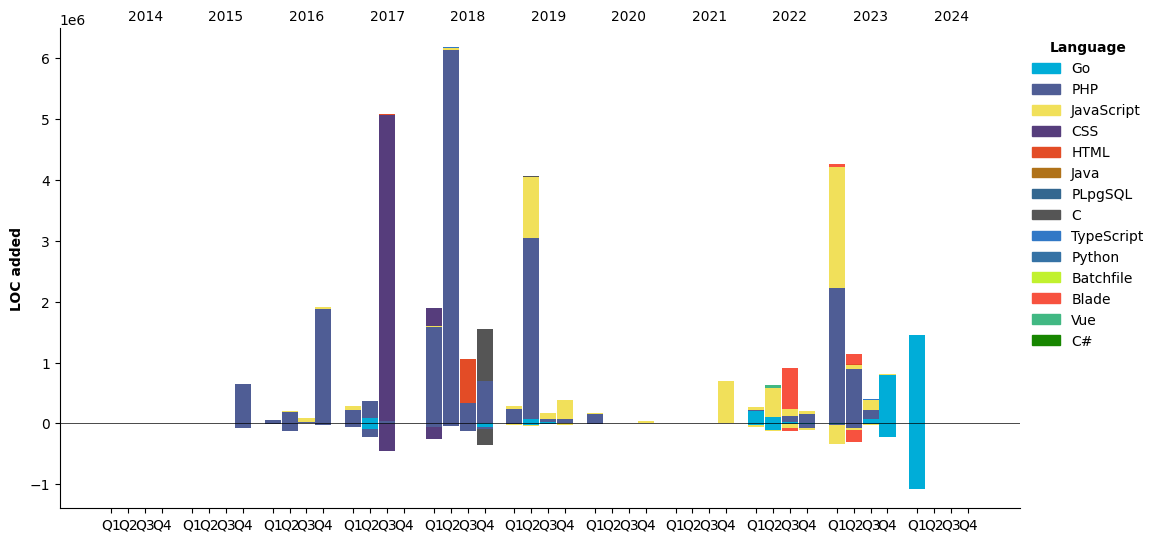 2014 2015 2016 2017 2018 2019 2020 2021 2022 2023 2024
1e6
6
5
4
3
2
1
0
−1
LOC added
Q1Q2Q3Q4 Q1Q2Q3Q4 Q1Q2Q3Q4 Q1Q2Q3Q4 Q1Q2Q3Q4 Q1Q2Q3Q4 Q1Q2Q3Q4 Q1Q2Q3Q4 Q1Q2Q3Q4 Q1Q2Q3Q4 Q1Q2Q3Q4
Language
Go
PHP
JavaScript
CSS
HTML
Java
PLpgSQL
C
TypeScript
Python
Batchfile
Blade
Vue
C#